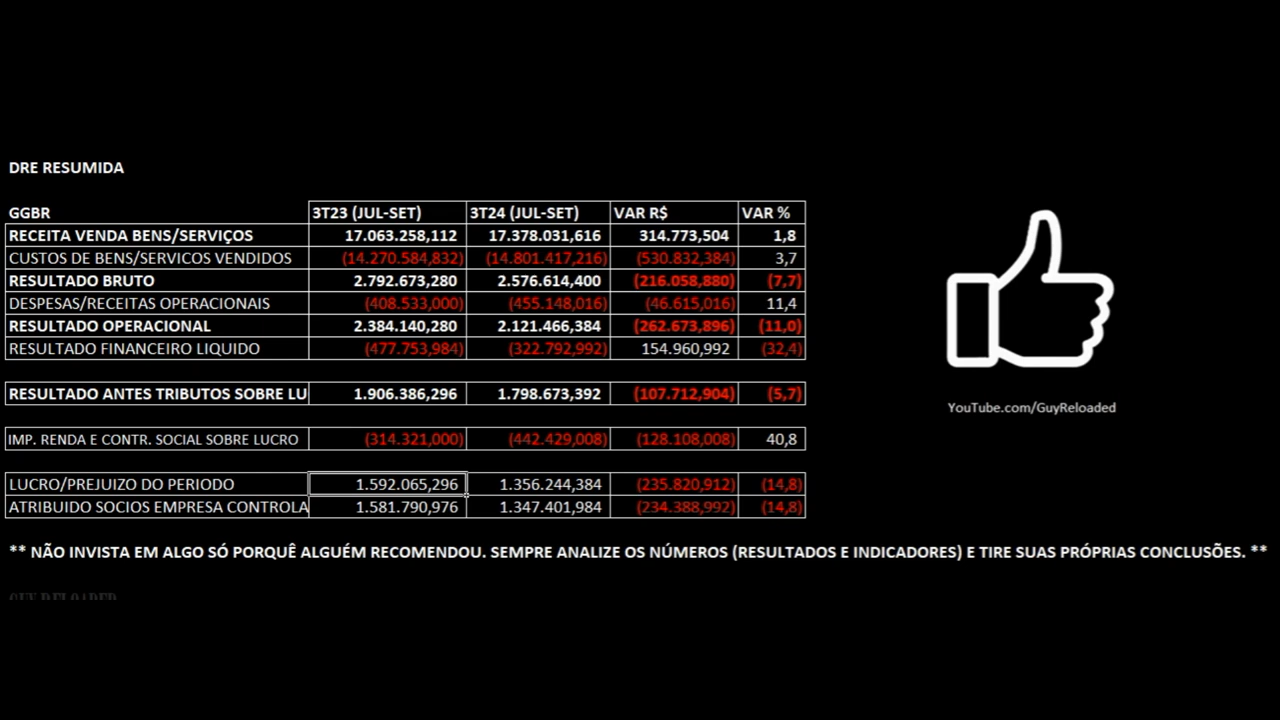 DRE RESUMIDA
GGBR 3T23 (JUL-SET) 3T24 (JUL-SET) VAR R$ VAR %
RECEITA VENDA BENS/SERVIÇOS 17.063.258,112 17.378.031,616 314.773,504 1,8
CUSTOS DE BENS/SERVICOS VENDIDOS (14.270.584,832) (14.801.417,216) (530.832,384) 3,7
RESULTADO BRUTO 2.792.673,280 2.576.614,400 (216.058,880) (7,7)
DESPESAS/RECEITAS OPERACIONAIS (408.533,000) (455.148,016) (46.615,016) 11,4
RESULTADO OPERACIONAL 2.384.140,280 2.121.466,384 (262.673,896) (11,0)
RESULTADO FINANCEIRO LIQUIDO (477.753,984) (322.792,992) 154.960,992 (32,4)
RESULTADO ANTES TRIBUTOS SOBRE LU 1.906.386,296 1.798.673,392 (107.712,904) (5,7)
IMP. RENDA E CONTR. SOCIAL SOBRE LUCRO (314.321,000) (442.429,008) (128.108,008) 40,8
LUCRO/PREJUIZO DO PERIODO 1.592.065,296 1.356.244,384 (235.820,912) (14,8)
ATRIBUIDO SOCIOS EMPRESA CONTROLA 1.581.790,976 1.347.401,984 (234.388,992) (14,8)
YouTube.com/GuyReloaded
** NÃO INVISTA EM ALGO SÓ PORQUÊ ALGUÉM RECOMENDOU. SEMPRE ANALIZE OS NÚMEROS (RESULTADOS E INDICADORES) E TIRE SUAS PRÓPRIAS CONCLUSÕES. **
GUY RELOADED